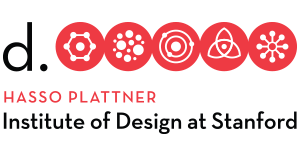 d.
HASSO PLATTNER
Institute of Design at Stanford